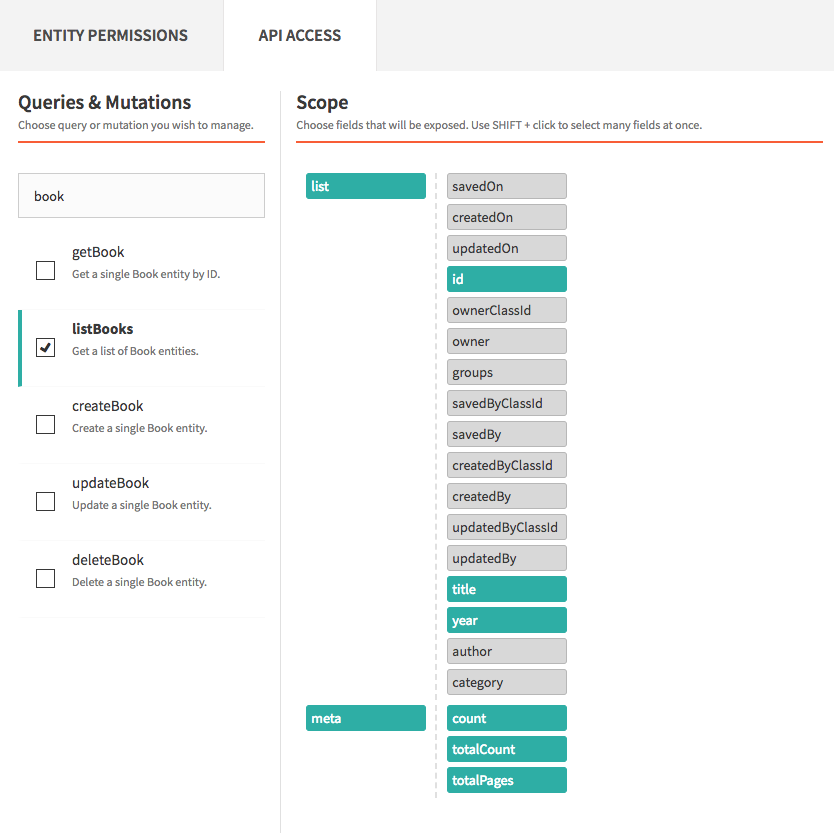 ENTITY PERMISSIONS
API ACCESS
Queries & Mutations
Choose query or mutation you wish to manage.
book
getBook
Get a single Book entity by ID.
listBooks
Get a list of Book entities.
createBook
Create a single Book entity.
updateBook
Update a single Book entity.
deleteBook
Delete a single Book entity.
Scope
Choose fields that will be exposed. Use SHIFT + click to select many fields at once.
list
savedOn
createdOn
updatedOn
id
ownerClassId
owner
groups
savedByClassId
savedBy
createdByClassId
createdBy
updatedByClassId
updatedBy
title
year
author
category
meta
count
totalCount
totalPages